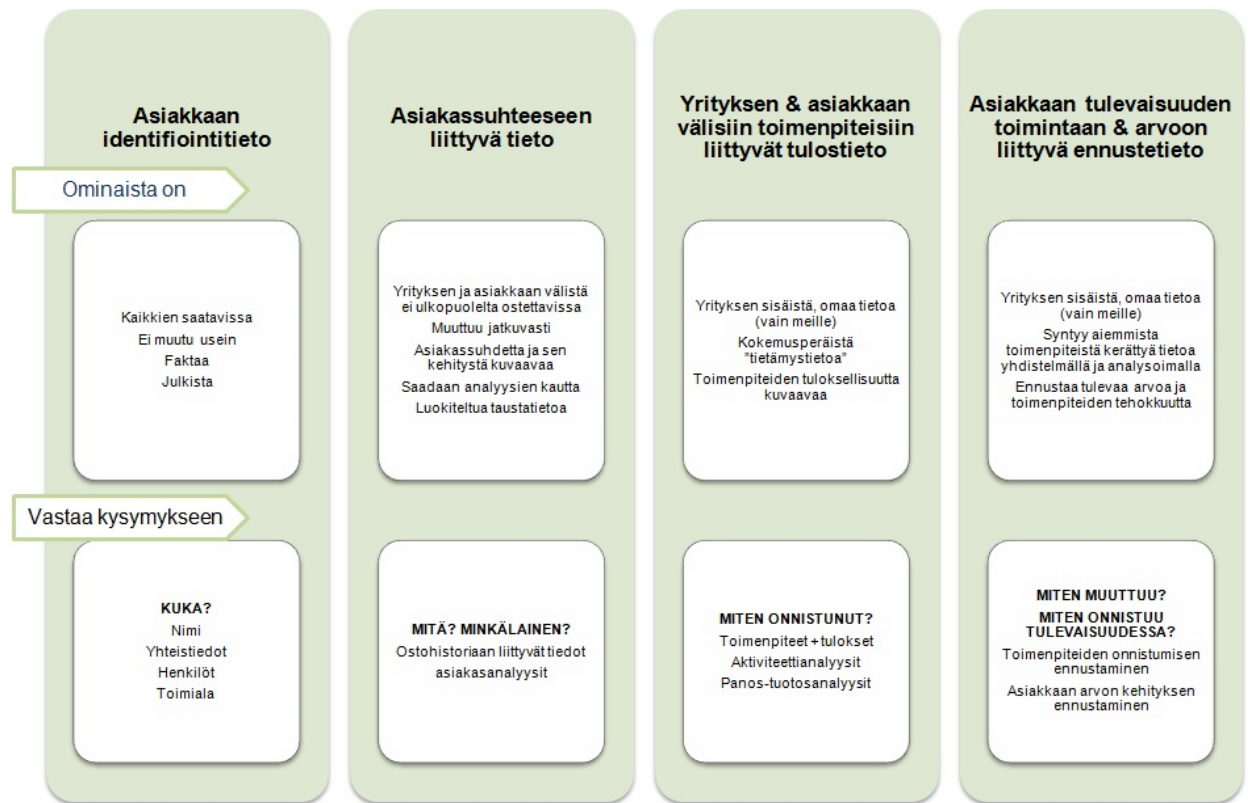 Asiakkaan
identifiointitieto
Asiakassuhteeseen
liittyvä tieto
Yrityksen & asiakkaan
välisiin toimenpiteisiin
liittyvät tulostieto
Asiakkaan tulevaisuuden
toimintaan & arvoon
liittyvä ennustetieto
Ominaista on
Kaikkien saatavissa
Ei muutu usein
Faktaa
Julkista
Yrityksen ja asiakkaan välistä
ei ulkopuolelta ostettavissa
Muuttuu jatkuvasti
Asiakassuhdetta ja sen
kehitystä kuvaavaa
Saadaan analyysien kautta
Luokiteltua taustatietoa
Yrityksen sisäistä, omaa tietoa
(vain meille)
Kokemusperäistä
"tietämystietoa"
Toimenpiteiden tuloksellisuutta
kuvaavaa
Yrityksen sisäistä, omaa tietoa
(vain meille)
Syntyy aiemmista
toimenpiteistä kerättyä tietoa
yhdistelmällä ja analysoimalla
Ennustaa tulevaa arvoa ja
toimenpiteiden tehokkuutta
Vastaa kysymykseen
KUKA?
Nimi
Yhteistiedot
Henkilöt
Toimiala
MITÄ? MINKÄLAINEN?
Ostohistoriaan liittyvät tiedot
asiakasanalyysit
MITEN ONNISTUNUT?
Toimenpiteet + tulokset
Aktiviteettianalyysit
Panos-tuotosanalyysit
MITEN MUUTTUU?
MITEN ONNISTUU
TULEVAISUUDESSA?
Toimenpiteiden onnistumisen
ennustaminen
Asiakkaan arvon kehityksen
ennustaminen